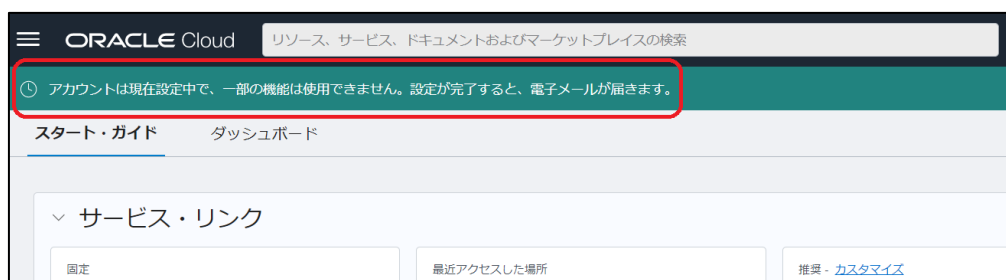 ORACLE Cloud
リソース、サービス、ドキュメントおよびマーケットプレイスの検索
アカウントは現在設定中で、一部の機能は使用できません。設定が完了すると、電子メールが届きます。
スタート・ガイド
ダッシュボード
サービス・リンク
固定
最近アクセスした場所
推奨 - カスタマイズ